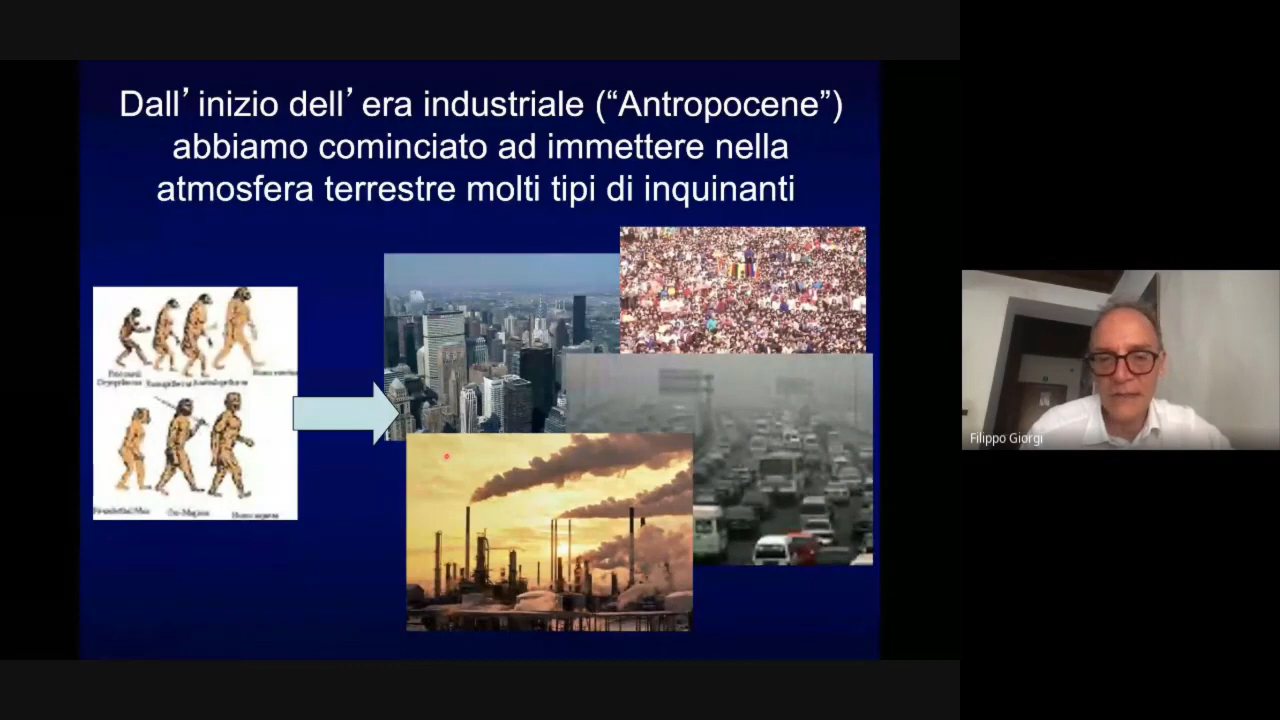 Dall’ inizio dell’ era industriale (“Antropocene”)
abbiamo cominciato ad immettere nella
atmosfera terrestre molti tipi di inquinanti
Filippo Giorgi